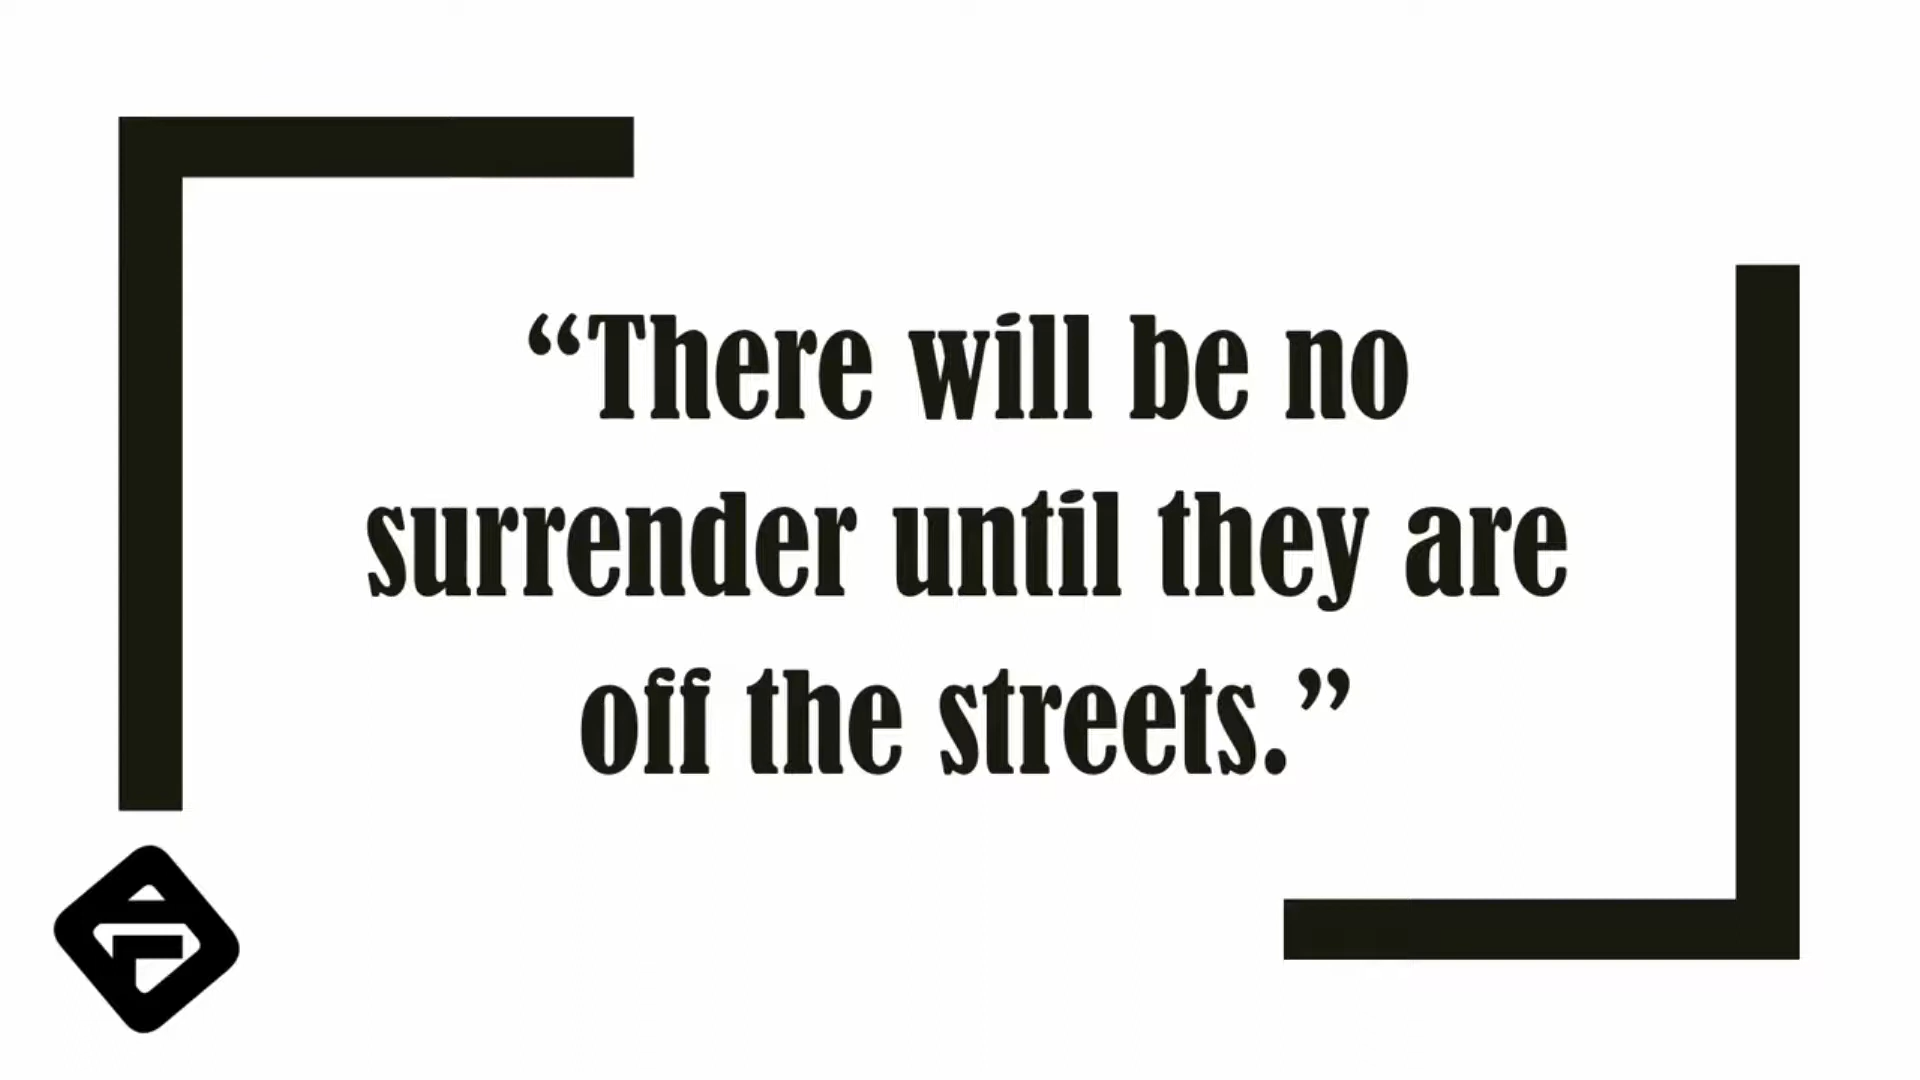 “There will be no
surrender until they are
off the streets.”